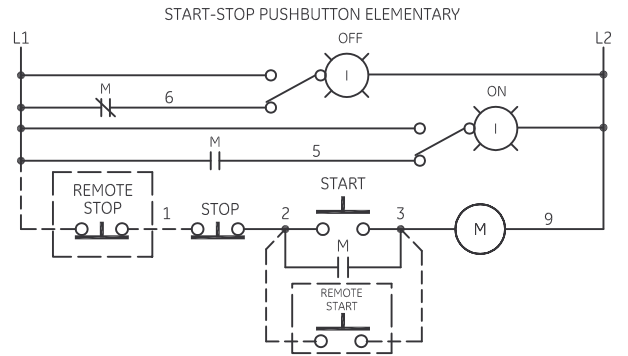 START-STOP PUSHBUTTON ELEMENTARY
L1
OFF
L2
I
M
6
ON
I
M
5
REMOTE
STOP
1
STOP
2
START
3
M
9
M
REMOTE
START